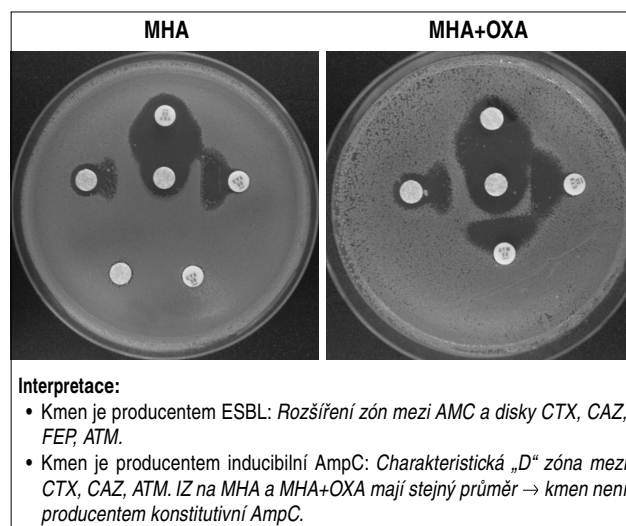 MHA
MHA+OXA
Interpretace:
• Kmen je producentem ESBL: Rozšíření zón mezi AMC a disky CTX, CAZ,
FEP, ATM.
• Kmen je producentem inducibilní AmpC: Charakteristická „D“ zóna mezi
CTX, CAZ, ATM. IZ na MHA a MHA+OXA mají stejný průměr → kmen není
producentem konstitutivní AmpC.